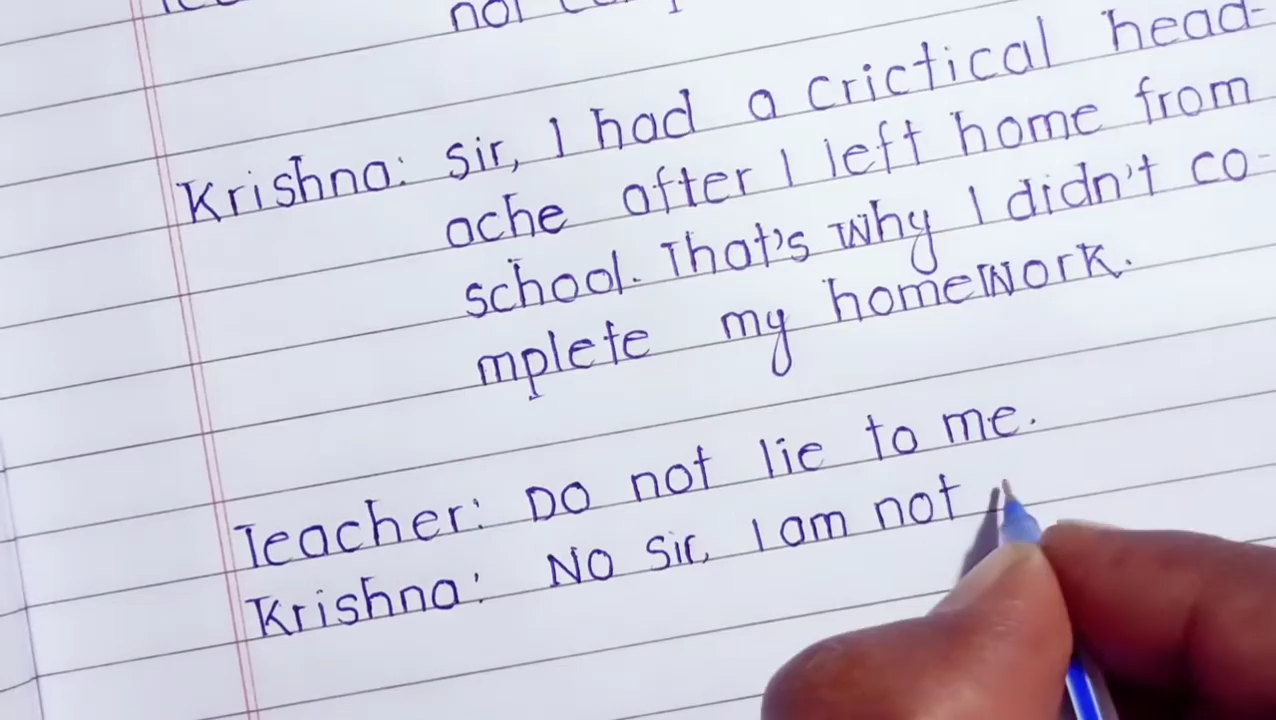 not
Krishna: sir, I had a crictical head-
ache after I left home from
school. That's why I didn't co-
mplete my homework.
Teacher: Do not lie to me.
Krishna: No sir, I am not